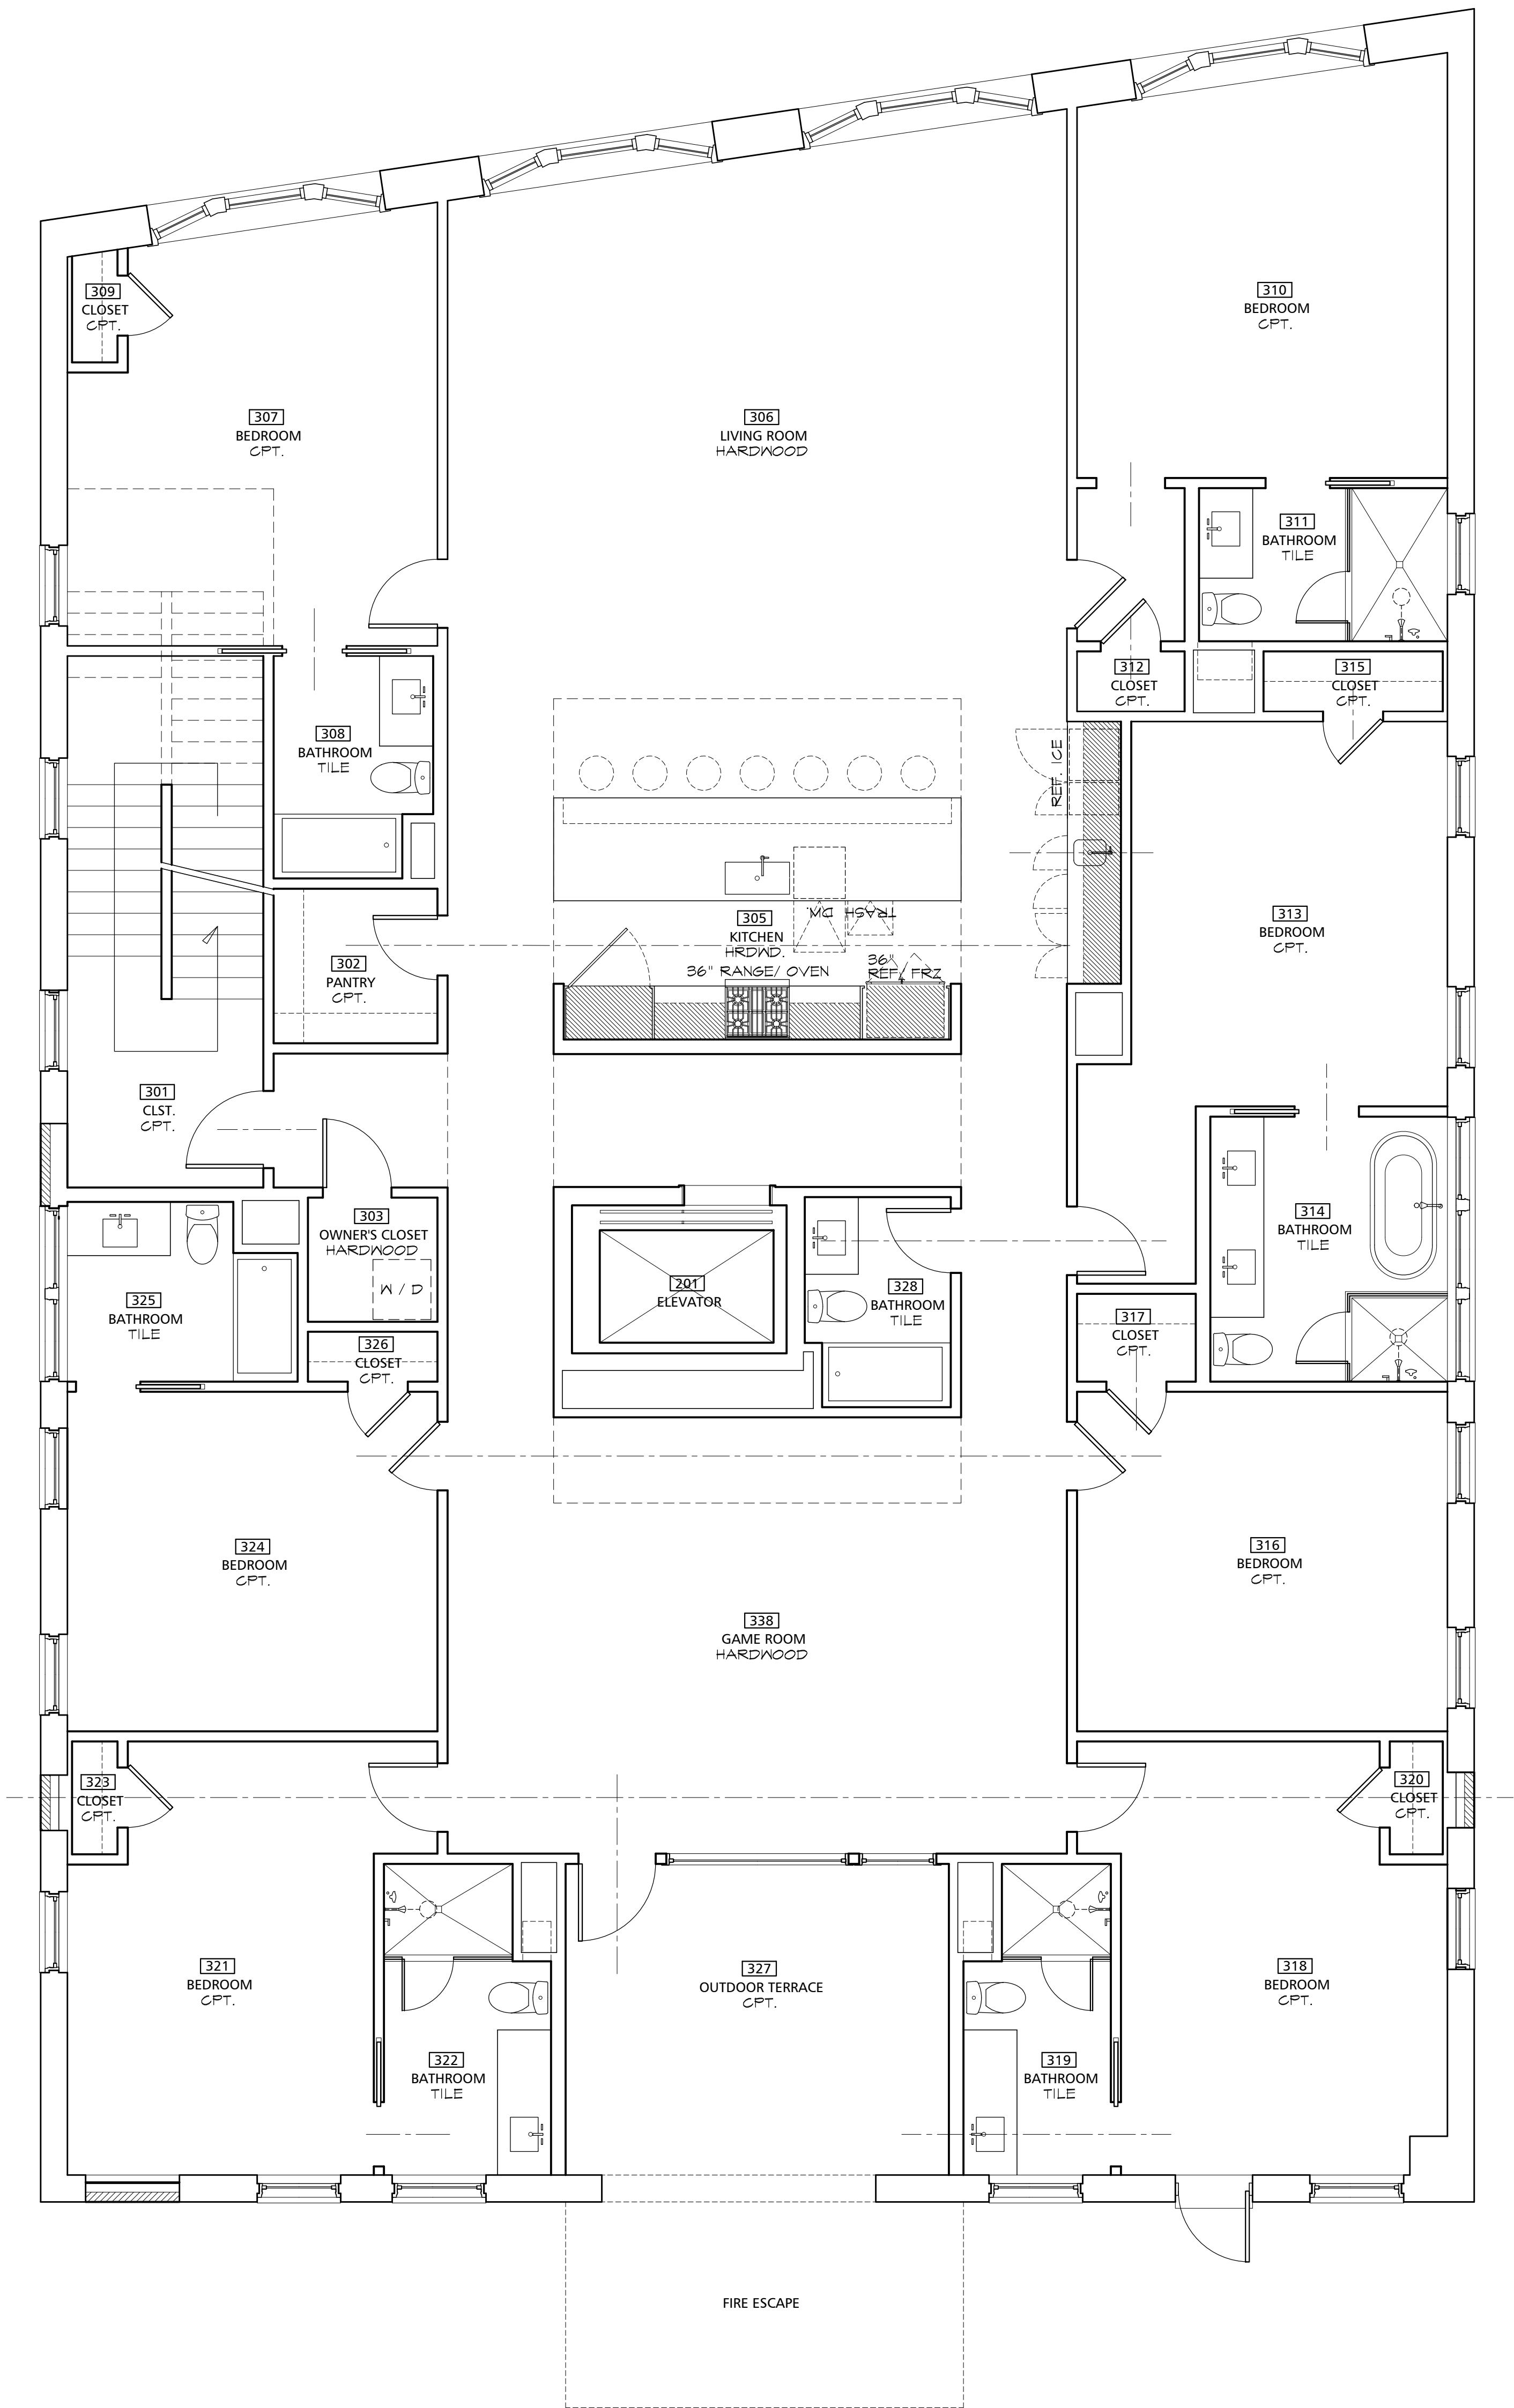 309
CLOSET
CPT.
310
BEDROOM
CPT.
307
BEDROOM
CPT.
306
LIVING ROOM
HARDWOOD
311
BATHROOM
TILE
312
CLOSET
CPT.
315
CLOSET
CPT.
308
BATHROOM
TILE
REF. ICE
305
KITCHEN
HRDWD.
DW.
TRASH
36" RANGE/ OVEN
36"
REF/ FRZ
313
BEDROOM
CPT.
302
PANTRY
CPT.
301
CLST.
CPT.
303
OWNER'S CLOSET
HARDWOOD
W / D
314
BATHROOM
TILE
201
ELEVATOR
328
BATHROOM
TILE
325
BATHROOM
TILE
326
CLOSET
CPT.
317
CLOSET
CPT.
324
BEDROOM
CPT.
316
BEDROOM
CPT.
338
GAME ROOM
HARDWOOD
323
CLOSET
CPT.
320
CLOSET
CPT.
321
BEDROOM
CPT.
327
OUTDOOR TERRACE
CPT.
318
BEDROOM
CPT.
322
BATHROOM
TILE
319
BATHROOM
TILE
FIRE ESCAPE